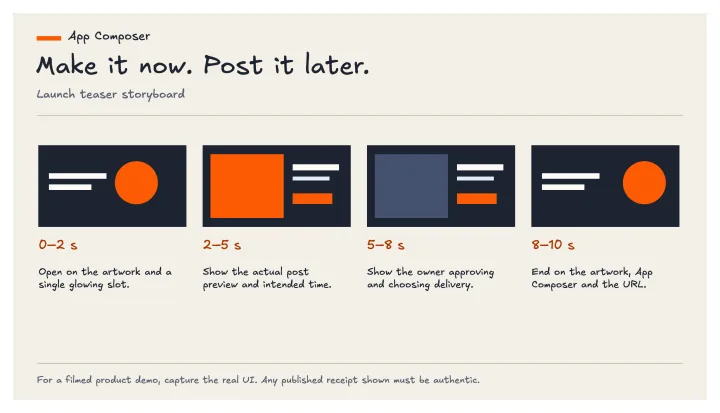 App Composer
Make it now. Post it later.
Launch teaser storyboard
0–2 s
Open on the artwork and a
single glowing slot.
2–5 s
Show the actual post
preview and intended time.
5–8 s
Show the owner approving
and choosing delivery.
8–10 s
End on the artwork, App
Composer and the URL.
For a filmed product demo, capture the real UI. Any published receipt shown must be authentic.